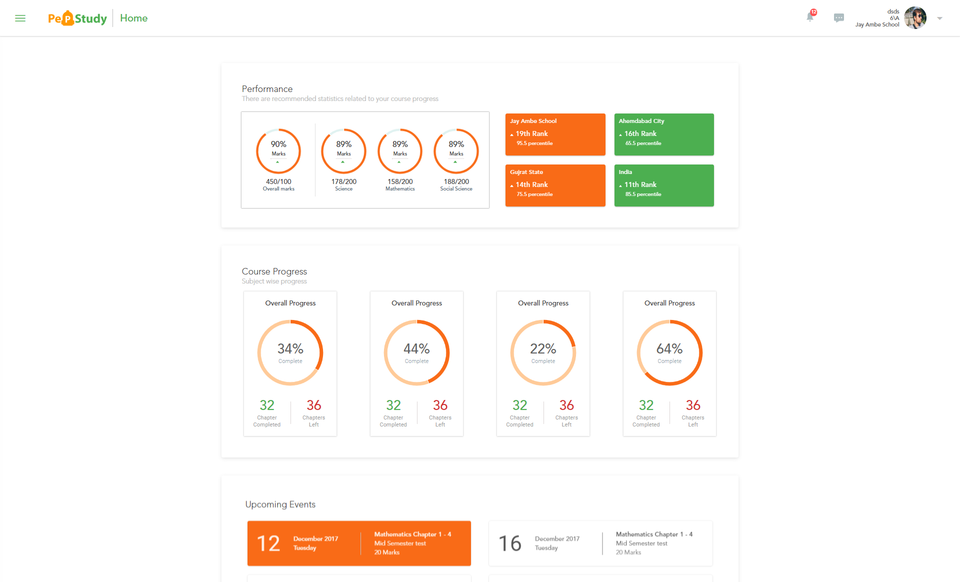 PepStudy
Home
12
dsds
6\A
Jay Ambe School
Performance
There are recommended statistics related to your course progress
90%
Marks
450/100
Overall marks
89%
Marks
178/200
Science
89%
Marks
158/200
Mathematics
89%
Marks
188/200
Social Science
Jay Ambe School
19th Rank
95.5 percentile
Ahemdabad City
16th Rank
65.5 percentile
Gujrat State
14th Rank
75.5 percentile
India
11th Rank
85.5 percentile
Course Progress
Subject wise progress
Overall Progress
34%
Complete
32
Chapter
Completed
36
Chapters
Left
Overall Progress
44%
Complete
32
Chapter
Completed
36
Chapters
Left
Overall Progress
22%
Complete
32
Chapter
Completed
36
Chapters
Left
Overall Progress
64%
Complete
32
Chapter
Completed
36
Chapters
Left
Upcoming Events
12
December 2017
Tuesday
Mathematics Chapter 1 - 4
Mid Semester test
20 Marks
16
December 2017
Tuesday
Mathematics Chapter 1 - 4
Mid Semester test
20 Marks